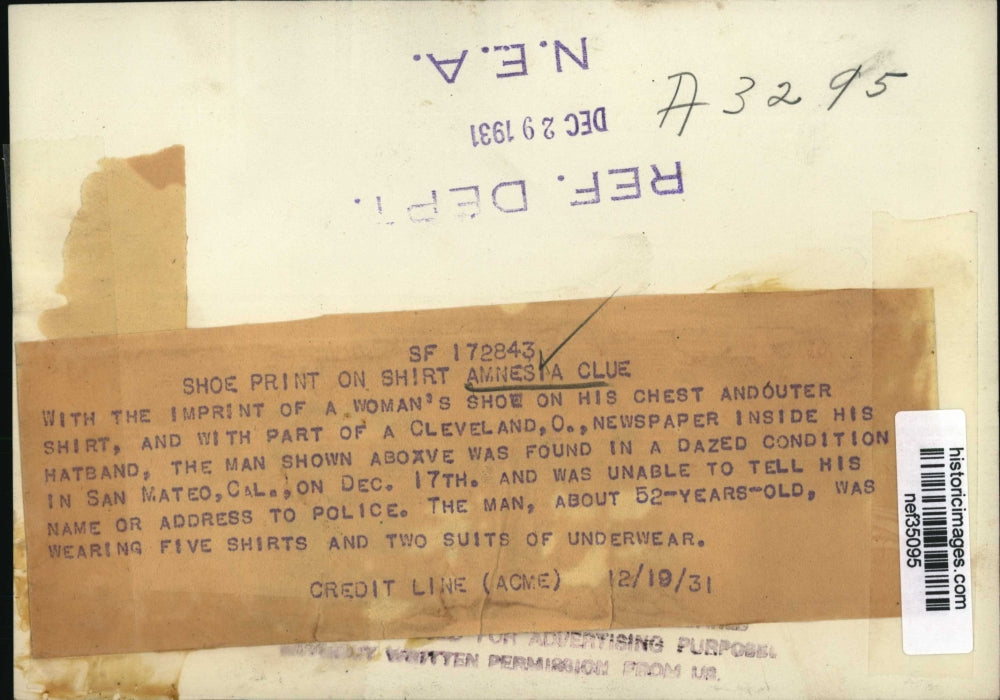 N.E.A.
DEC 29 1931
REF. DEPT.
A3295
SF 172843
SHOE PRINT ON SHIRT AMNESIA CLUE
WITH THE IMPRINT OF A WOMAN'S SHOE ON HIS CHEST ANDOUTER
SHIRT, AND WITH PART OF A CLEVELAND, O., NEWSPAPER INSIDE HIS
HATBAND, THE MAN SHOWN ABOXVE WAS FOUND IN A DAZED CONDITION
IN SAN MATEO, CAL., ON DEC. 17TH. AND WAS UNABLE TO TELL HIS
NAME OR ADDRESS TO POLICE. THE MAN, ABOUT 52-YEARS-OLD, WAS
WEARING FIVE SHIRTS AND TWO SUITS OF UNDERWEAR.
CREDIT LINE (ACME) 12/19/31
FOR ADVERTISING PURPOSES
WITHOUT WRITTEN PERMISSION FROM US.
historicimages.com
nef35095